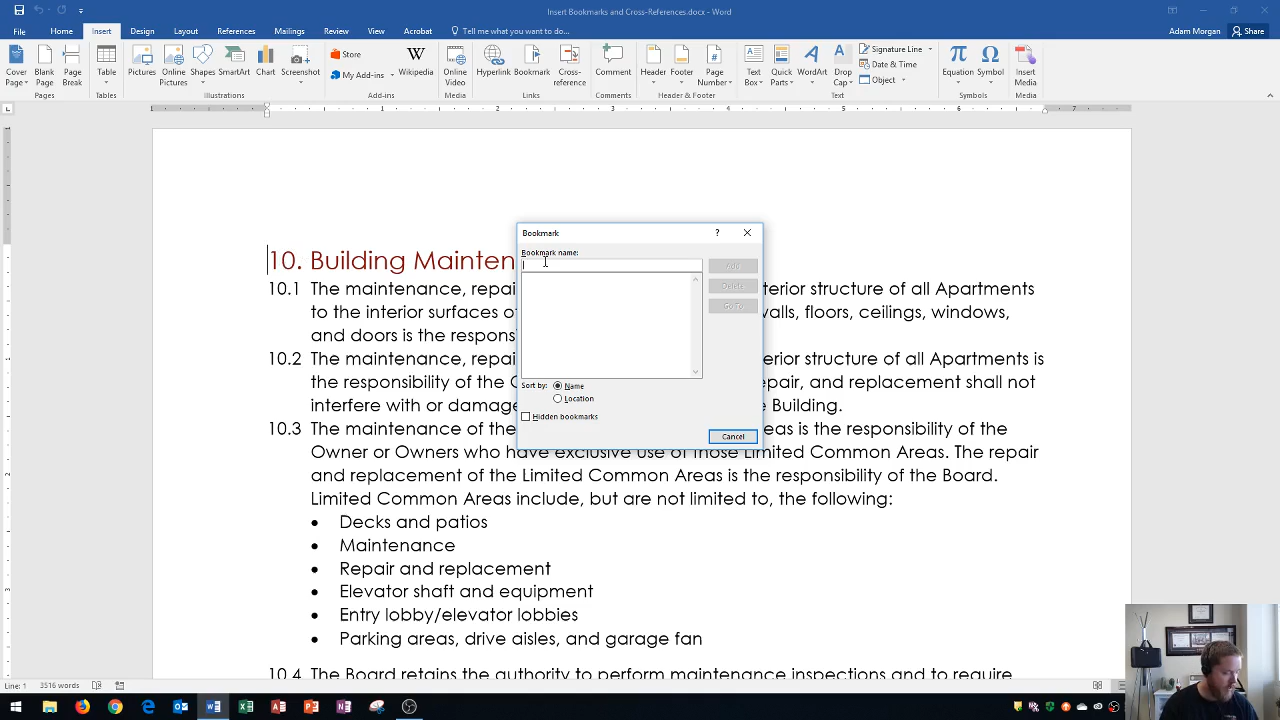 Insert Bookmarks and Cross-References.docx - Word
Adam Morgan
Share
File Home Insert Design Layout References Mailings Review View Acrobat Tell me what you want to do...
Cover Page
Blank Page
Page Break
Pages
Table
Tables
Pictures
Online Pictures
Shapes
SmartArt
Chart
Screenshot
Illustrations
Store
My Add-ins
Wikipedia
Add-ins
Online Video
Media
Hyperlink
Bookmark
Cross-reference
Links
Comment
Comments
Header
Footer
Page Number
Header & Footer
Text Box
Quick Parts
WordArt
Drop Cap
Signature Line
Date & Time
Object
Text
Equation
Symbol
Symbols
Insert Media
Media
1 2 3 4 5 6 7
10. Building Mainten
10.1 The maintenance, repai terior structure of all Apartments
to the interior surfaces o valls, floors, ceilings, windows,
and doors is the respons
10.2 The maintenance, repai erior structure of all Apartments is
the responsibility of the epair, and replacement shall not
interfere with or damag e Building.
10.3 The maintenance of the eas is the responsibility of the
Owner or Owners who have exclusive use of those Limited Common Areas. The repair
and replacement of the Limited Common Areas is the responsibility of the Board.
Limited Common Areas include, but are not limited to, the following:
• Decks and patios
• Maintenance
• Repair and replacement
• Elevator shaft and equipment
• Entry lobby/elevator lobbies
• Parking areas, drive aisles, and garage fan
10.4 The Board retains the authority to perform maintenance inspections and to require
Bookmark
?
Bookmark name:
Add
Delete
Go To
Sort by: Name
Location
Hidden bookmarks
Cancel
Line: 1 3516 words